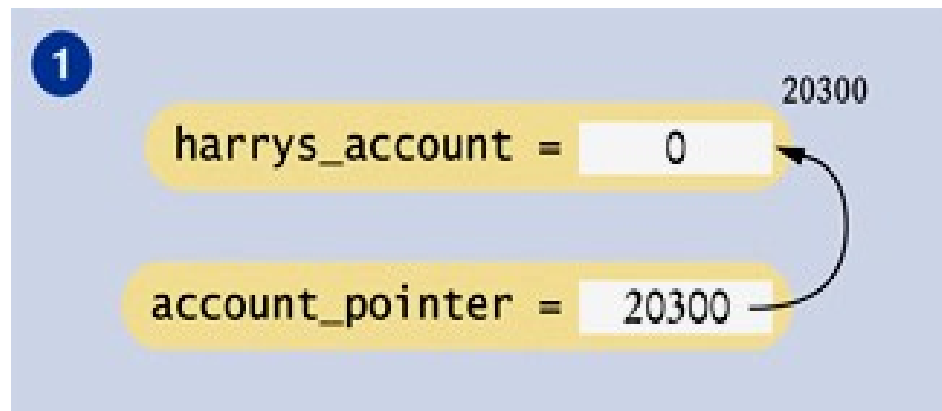 1
20300
harrys_account = 0
account_pointer = 20300